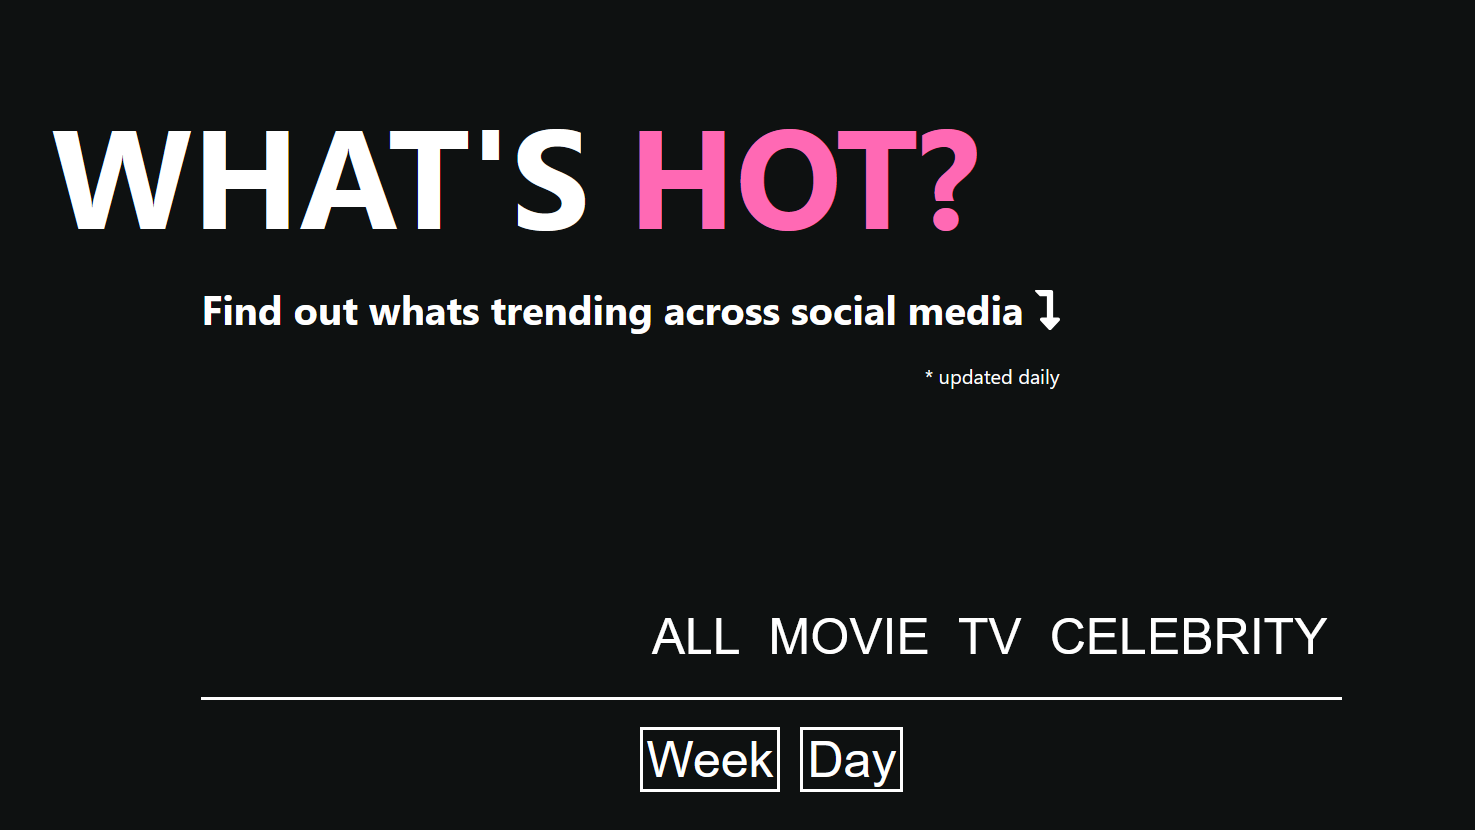 WHAT'S HOT?
Find out whats trending across social media
* updated daily
ALL MOVIE TV CELEBRITY
Week Day